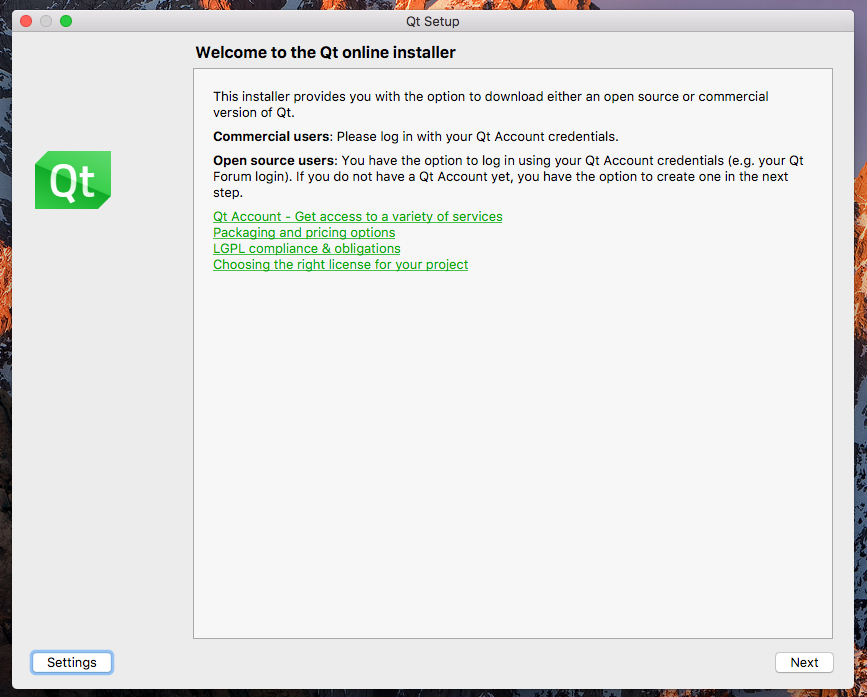 Qt Setup
Welcome to the Qt online installer
This installer provides you with the option to download either an open source or commercial
version of Qt.
Commercial users: Please log in with your Qt Account credentials.
Open source users: You have the option to log in using your Qt Account credentials (e.g. your Qt
Forum login). If you do not have a Qt Account yet, you have the option to create one in the next
step.
Qt
Qt Account - Get access to a variety of services
Packaging and pricing options
LGPL compliance & obligations
Choosing the right license for your project
Settings
Next